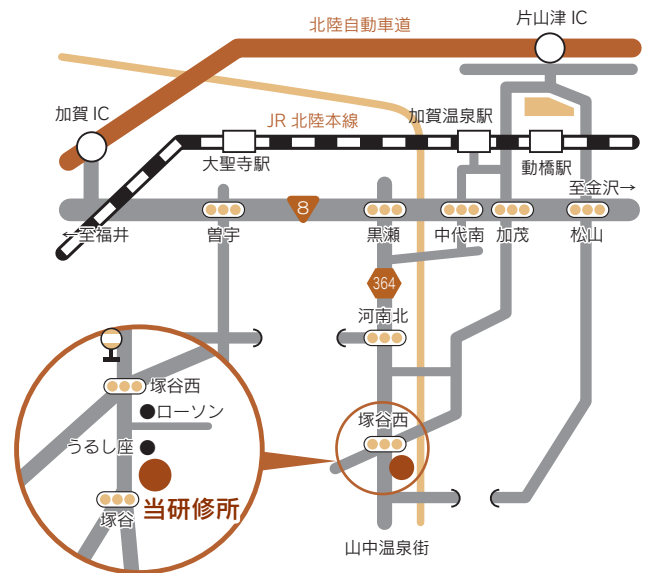 片山津 IC
北陸自動車道
加賀 IC
JR 北陸本線
加賀温泉駅
大聖寺駅
動橋駅
至金沢→
8
←至福井
曽宇
黒瀬
中代南
加茂
松山
364
河南北
塚谷西
ローソン
うるし座
当研修所
塚谷
塚谷西
山中温泉街